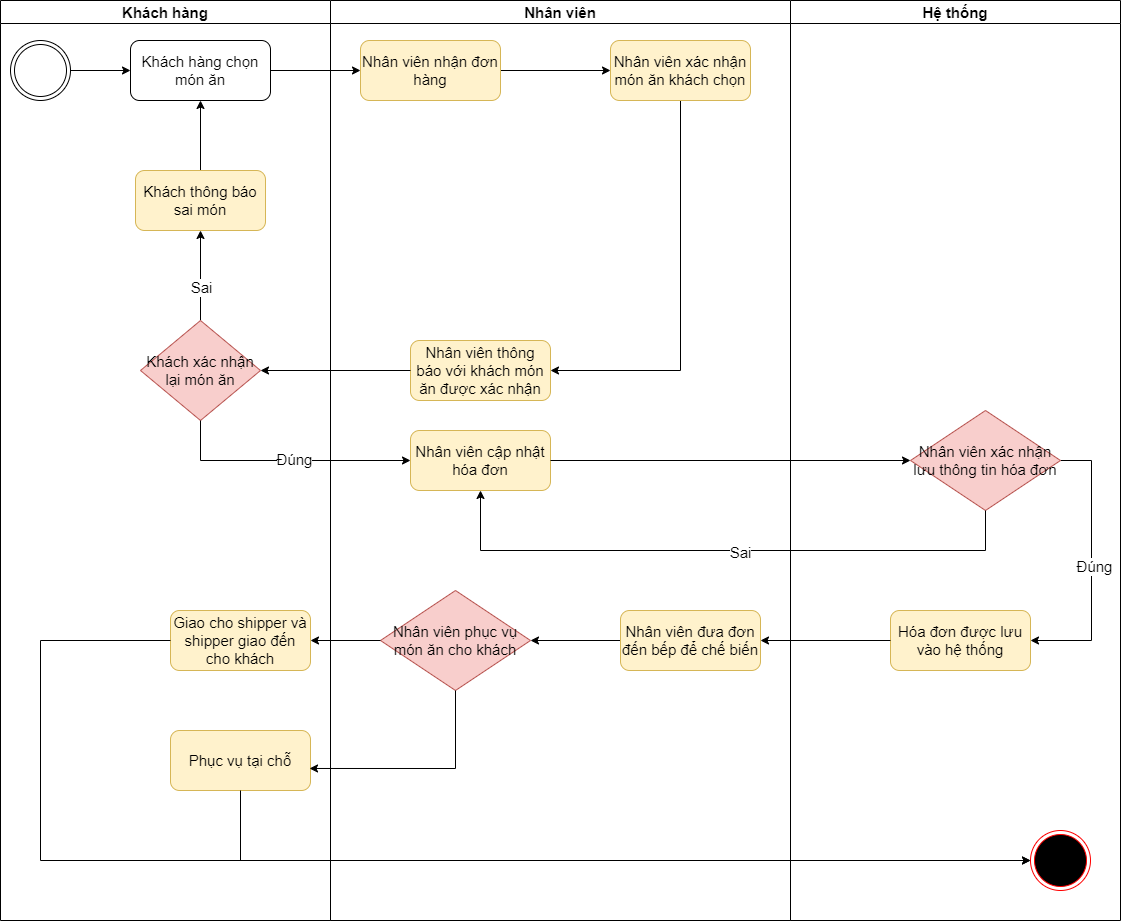 Khách hàng
Nhân viên
Hệ thống
Khách hàng chọn
món ăn
Nhân viên nhận đơn
hàng
Nhân viên xác nhận
món ăn khách chọn
Khách thông báo
sai món
Sai
Khách xác nhận
lại món ăn
Nhân viên thông
báo với khách món
ăn được xác nhận
Đúng
Nhân viên cập nhật
hóa đơn
Nhân viên xác nhận
lưu thông tin hóa đơn
Sai
Đúng
Giao cho shipper và
shipper giao đến
cho khách
Nhân viên phục vụ
món ăn cho khách
Nhân viên đưa đơn
đến bếp để chế biến
Hóa đơn được lưu
vào hệ thống
Phục vụ tại chỗ